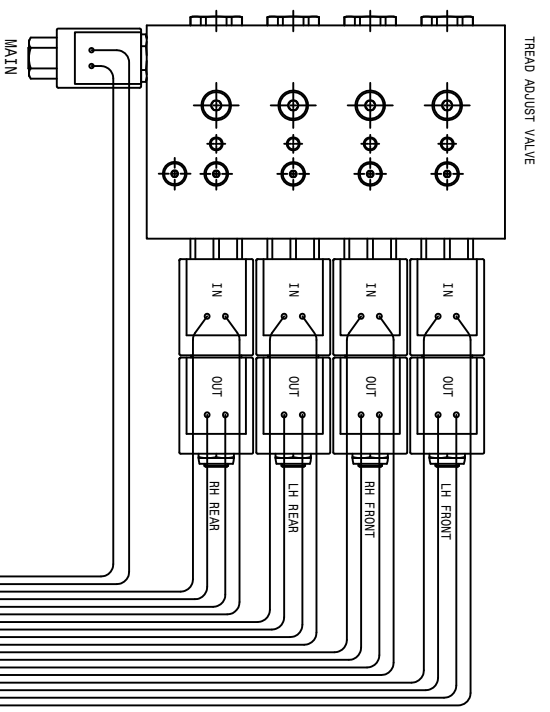 TREAD ADJUST VALVE
MAIN
IN
IN
IN
IN
OUT
OUT
OUT
OUT
RH REAR
LH REAR
RH FRONT
LH FRONT